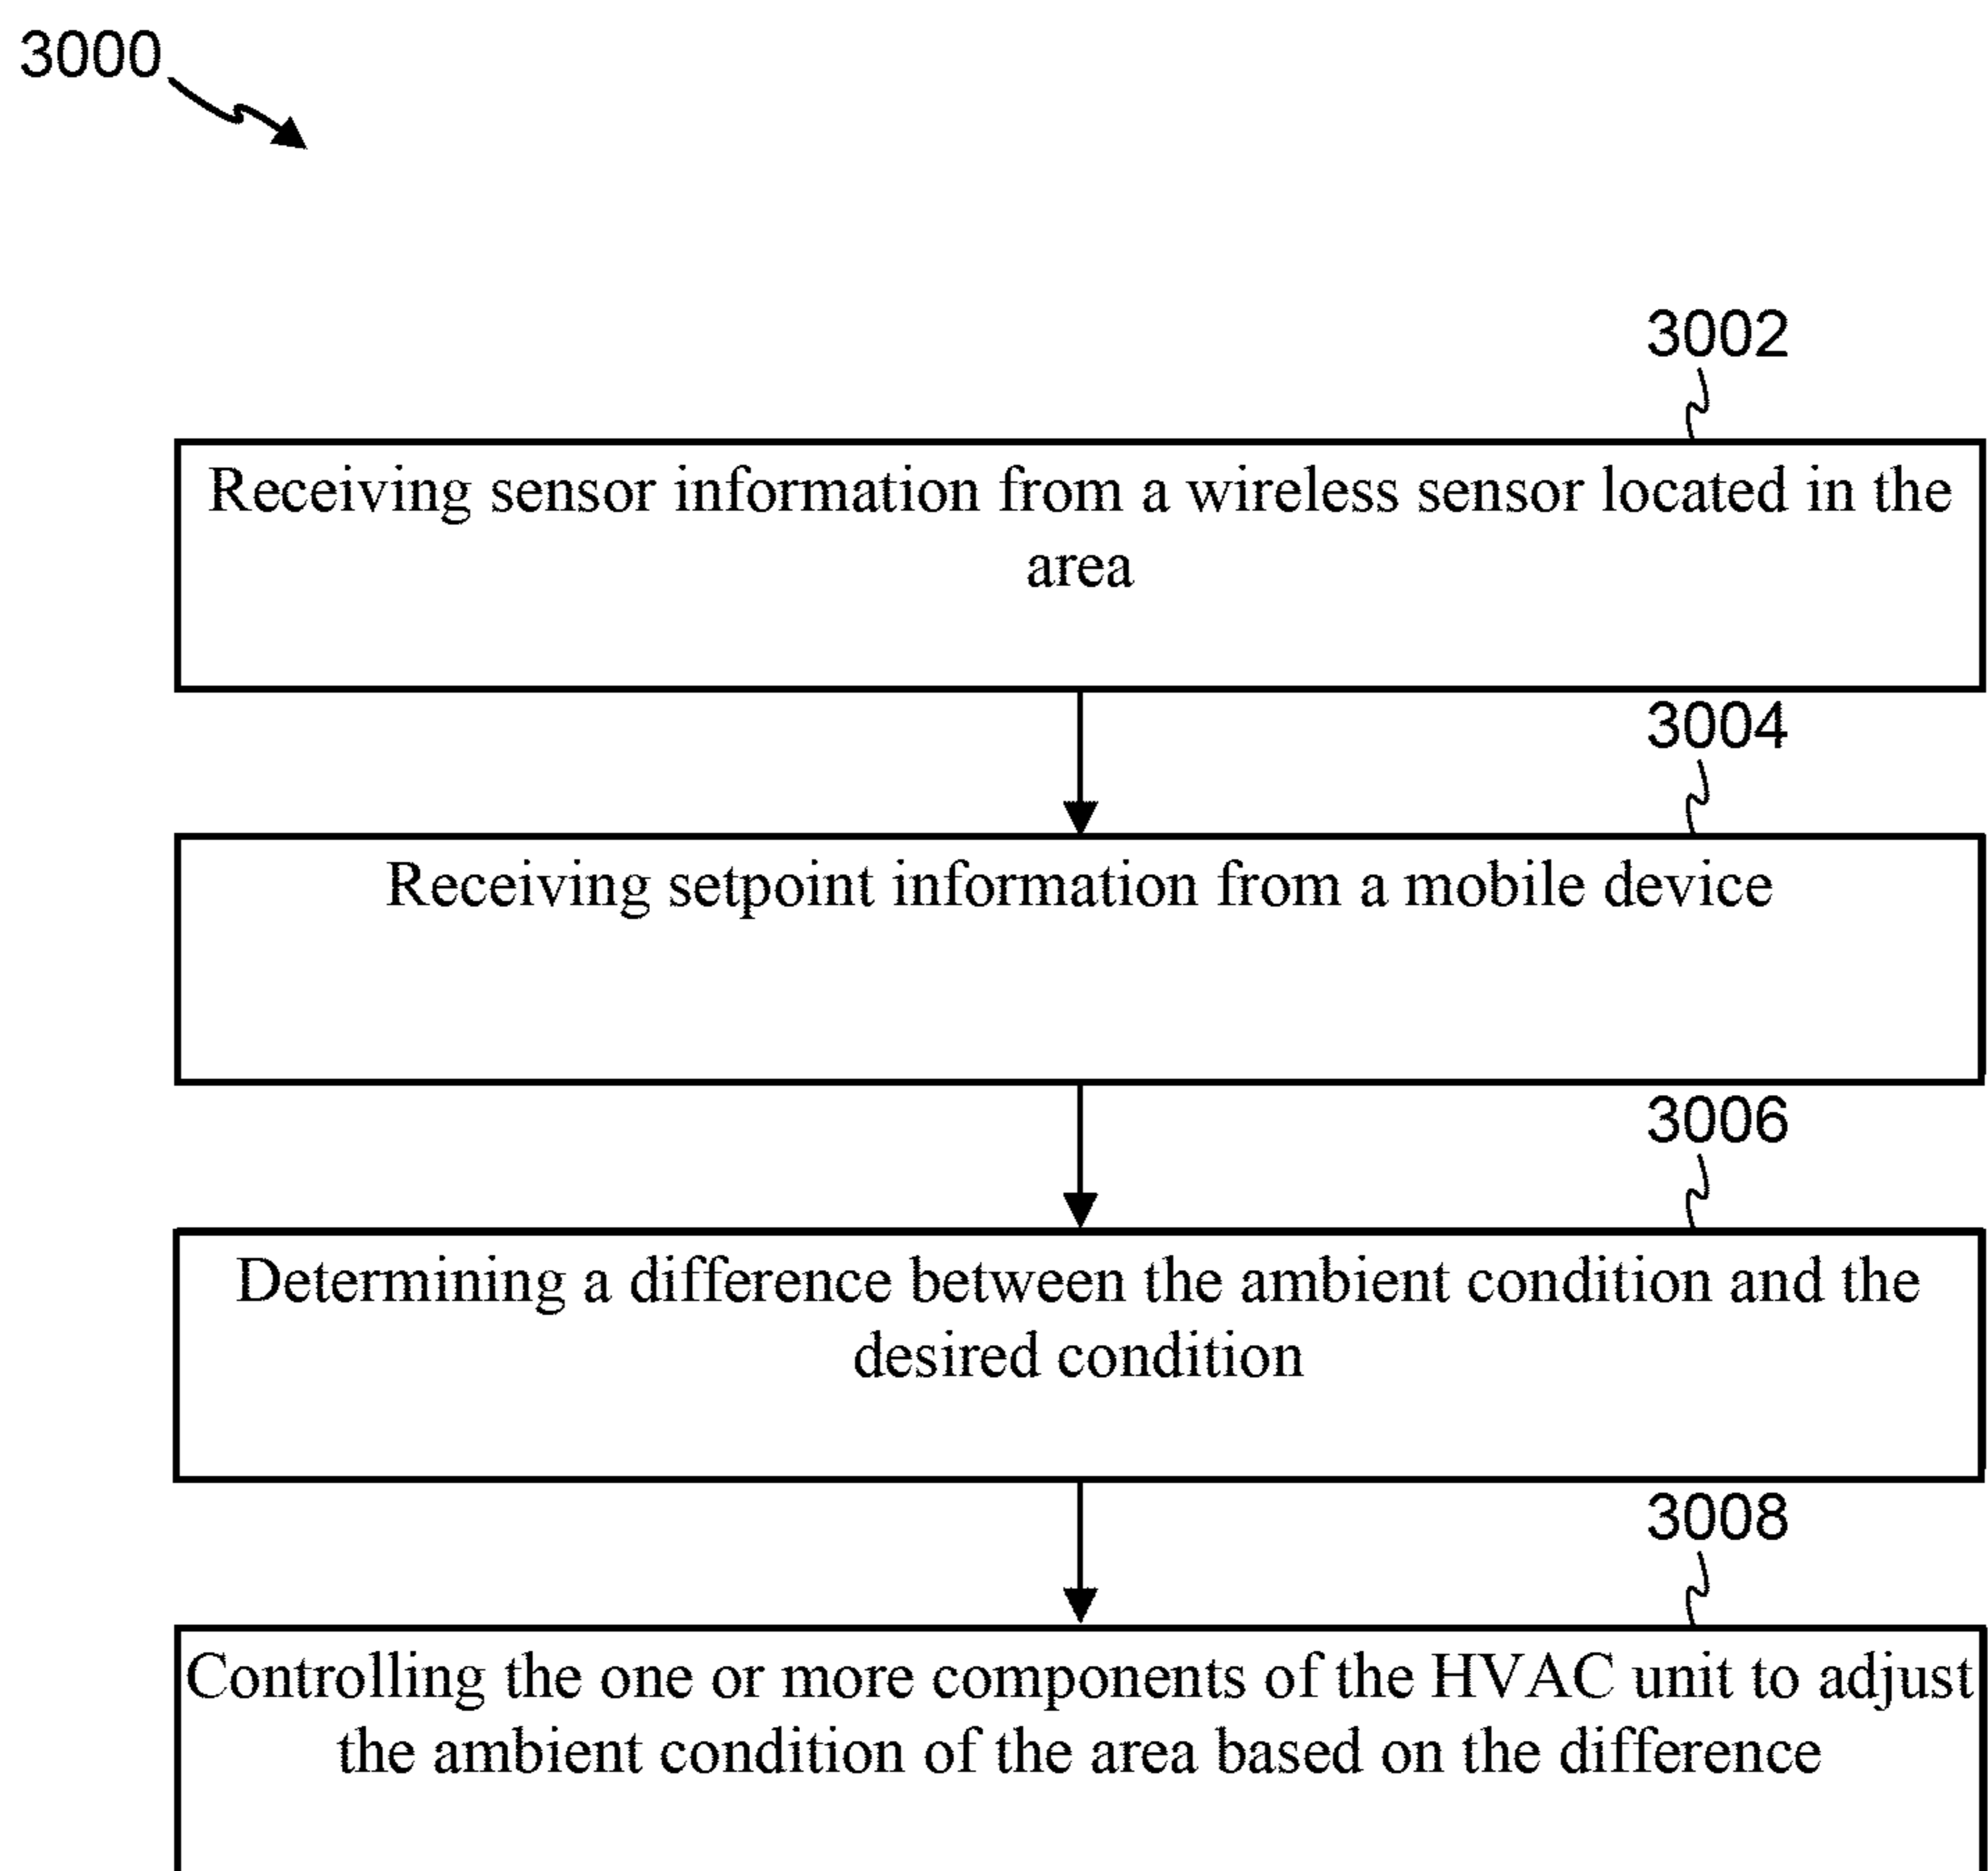 3000
3002
Receiving sensor information from a wireless sensor located in the
area
3004
Receiving setpoint information from a mobile device
3006
Determining a difference between the ambient condition and the
desired condition
3008
Controlling the one or more components of the HVAC unit to adjust
the ambient condition of the area based on the difference